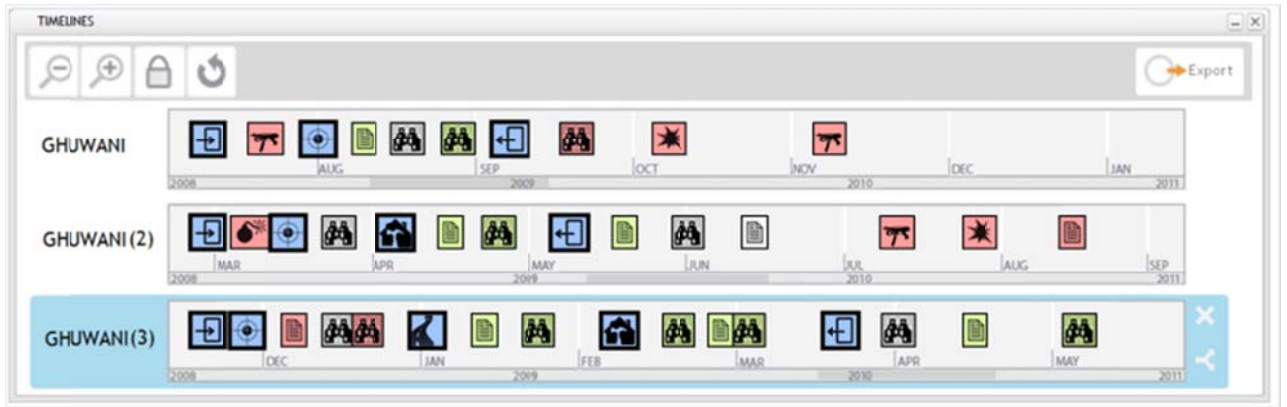 TIMELINES
Export
GHUWANI
AUG SEP OCT NOV DEC JAN
2008 2009 2010 2011
GHUWANI (2)
MAR APR MAY JUN JUL AUG SEP
2008 2009 2010 2011
GHUWANI (3)
DEC JAN FEB MAR APR MAY
2008 2009 2010 2011